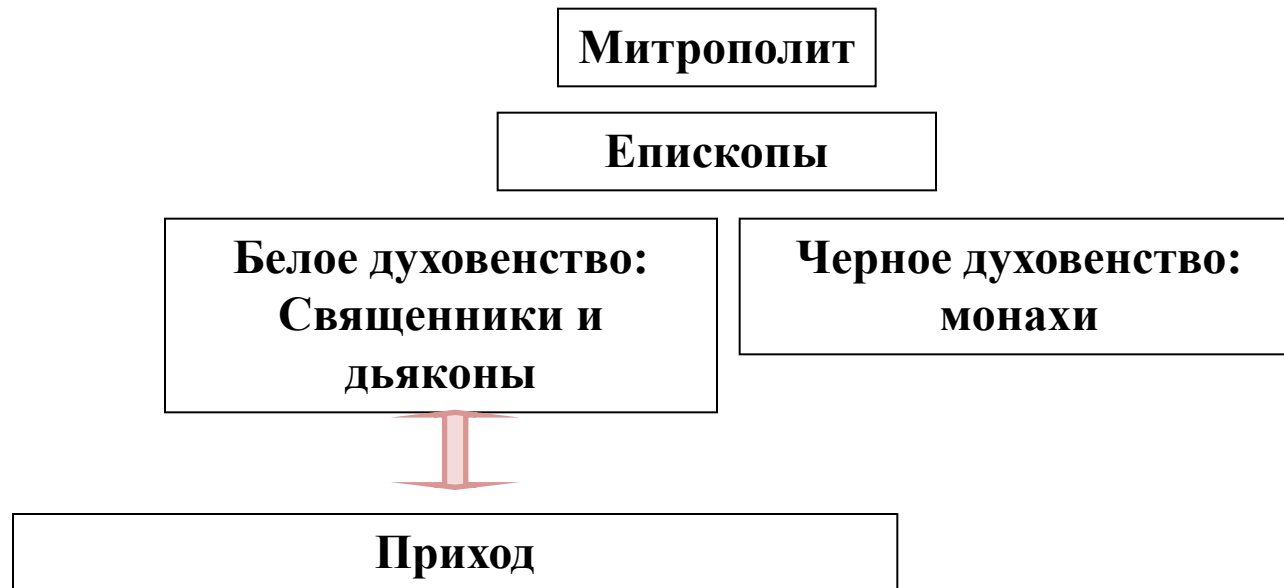 Митрополит
Епископы
Белое духовенство:
Священники и
дьяконы
Черное духовенство:
монахи
Приход